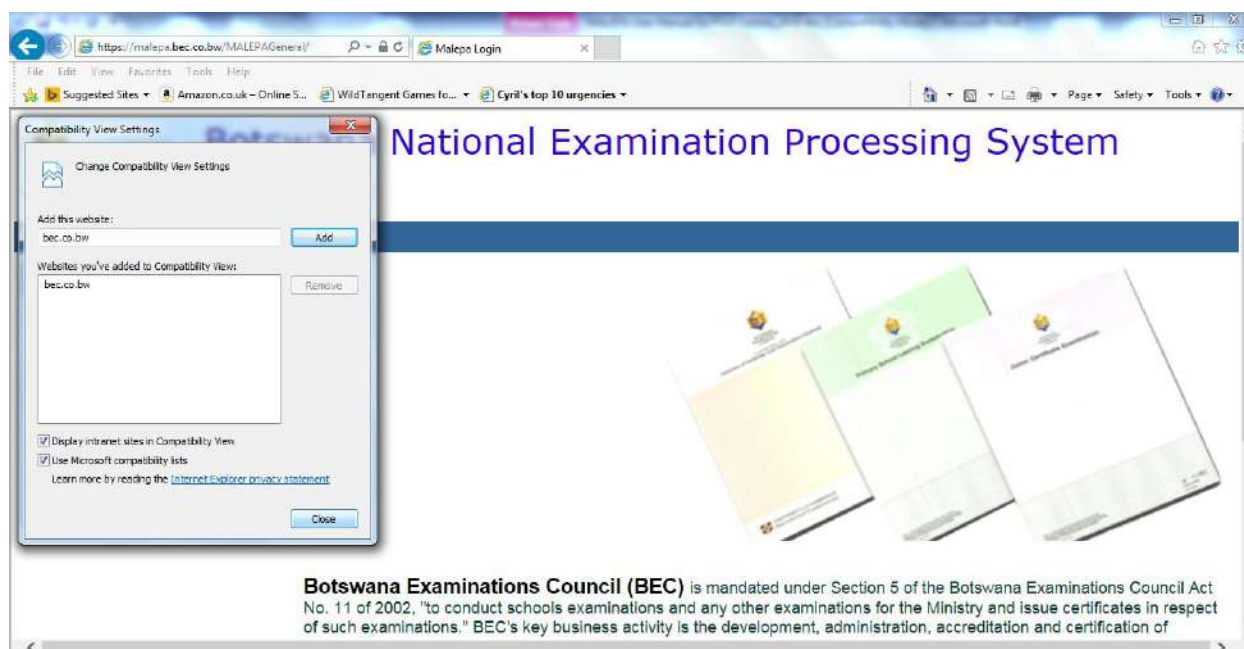 https://malepa.bec.co.bw/MALEPAGeneral/
Malepa Login
File Edit View Favorites Tools Help
Suggested Sites
Amazon.co.uk – Online S...
WildTangent Games fo...
Cyril's top 10 urgencies
Page
Safety
Tools
Compatibility View Settings
Botswana National Examination Processing System
Change Compatibility View Settings
Add this website:
bec.co.bw
Add
Websites you've added to Compatibility View:
bec.co.bw
Remove
Display intranet sites in Compatibility View
Use Microsoft compatibility lists
Learn more by reading the Internet Explorer privacy statement
Close
Junior Certificate Examination
Botswana Examinations Council (BEC) is mandated under Section 5 of the Botswana Examinations Council Act
No. 11 of 2002, "to conduct schools examinations and any other examinations for the Ministry and issue certificates in respect
of such examinations." BEC's key business activity is the development, administration, accreditation and certification of